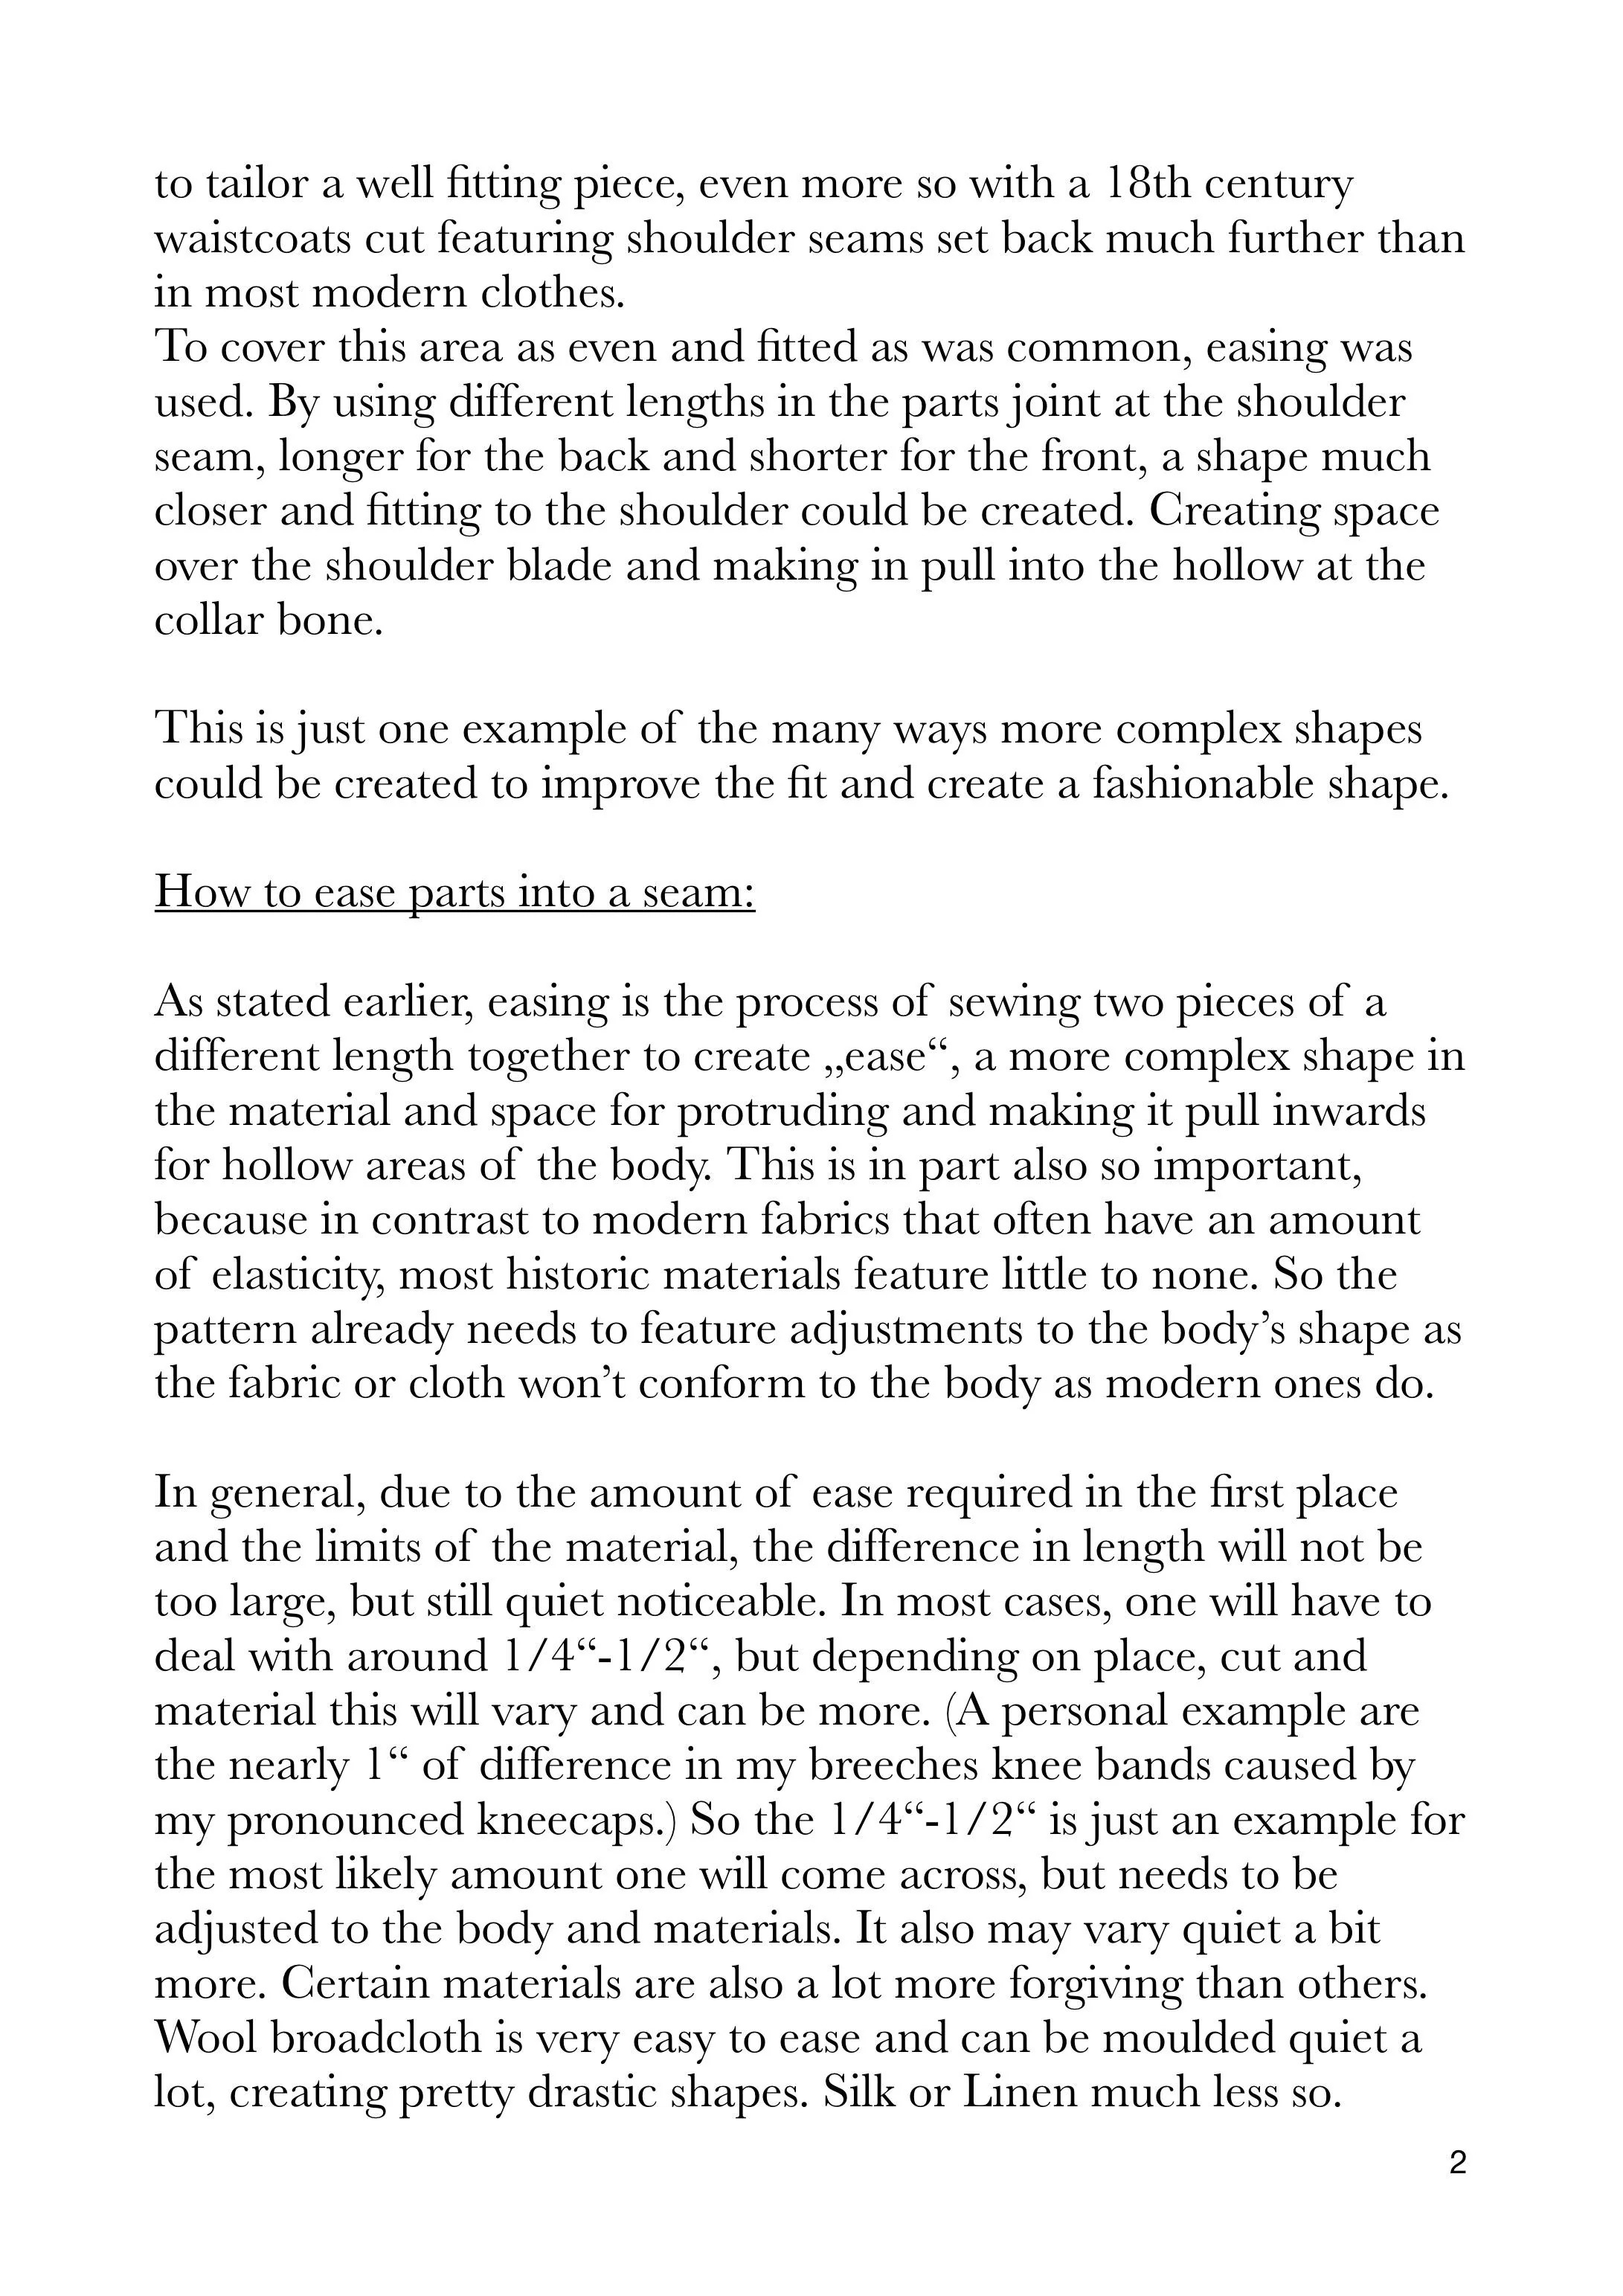 to tailor a well fitting piece, even more so with a 18th century
waistcoats cut featuring shoulder seams set back much further than
in most modern clothes.
To cover this area as even and fitted as was common, easing was
used. By using different lengths in the parts joint at the shoulder
seam, longer for the back and shorter for the front, a shape much
closer and fitting to the shoulder could be created. Creating space
over the shoulder blade and making in pull into the hollow at the
collar bone.
This is just one example of the many ways more complex shapes
could be created to improve the fit and create a fashionable shape.
How to ease parts into a seam:
As stated earlier, easing is the process of sewing two pieces of a
different length together to create „ease“, a more complex shape in
the material and space for protruding and making it pull inwards
for hollow areas of the body. This is in part also so important,
because in contrast to modern fabrics that often have an amount
of elasticity, most historic materials feature little to none. So the
pattern already needs to feature adjustments to the body’s shape as
the fabric or cloth won’t conform to the body as modern ones do.
In general, due to the amount of ease required in the first place
and the limits of the material, the difference in length will not be
too large, but still quiet noticeable. In most cases, one will have to
deal with around 1/4“-1/2“, but depending on place, cut and
material this will vary and can be more. (A personal example are
the nearly 1“ of difference in my breeches knee bands caused by
my pronounced kneecaps.) So the 1/4“-1/2“ is just an example for
the most likely amount one will come across, but needs to be
adjusted to the body and materials. It also may vary quiet a bit
more. Certain materials are also a lot more forgiving than others.
Wool broadcloth is very easy to ease and can be moulded quiet a
lot, creating pretty drastic shapes. Silk or Linen much less so.
2